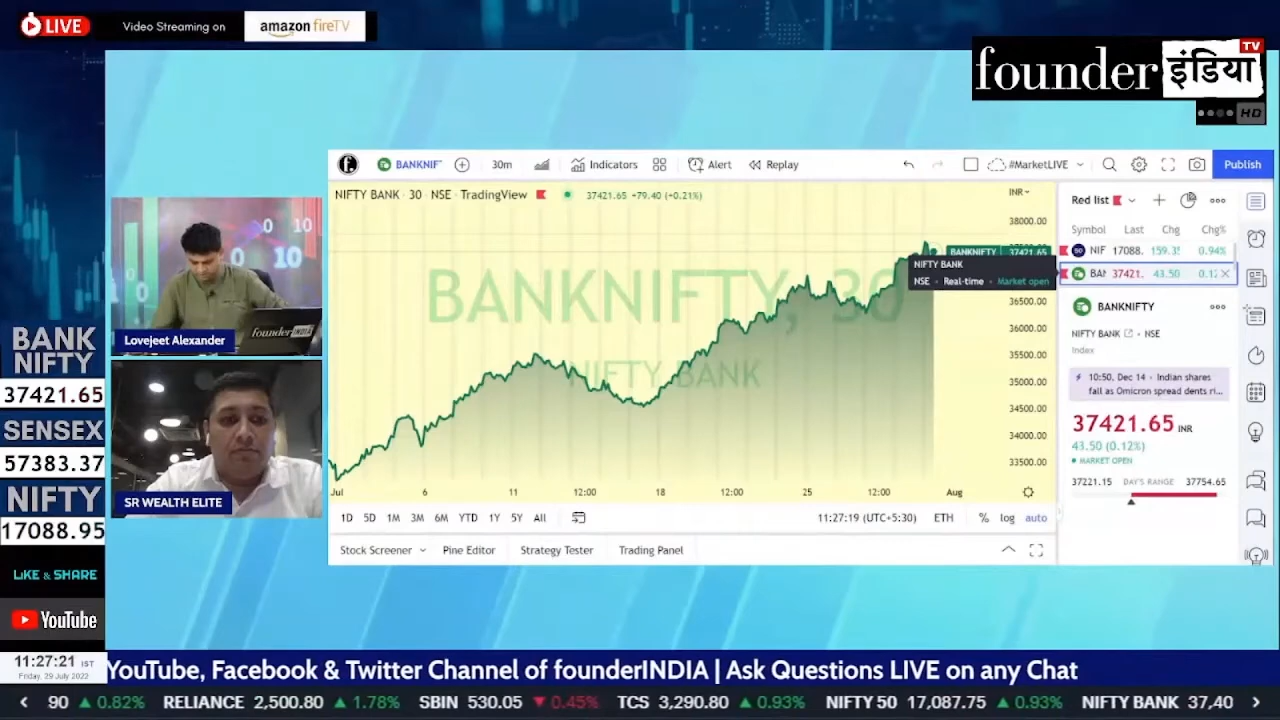 LIVE
Video Streaming on
amazon fireTV
founder इंडिया TV
HD
BANKNIF
30m
Indicators
Alert
Replay
#MarketLIVE
Publish
NIFTY BANK · 30 · NSE · TradingView
37421.65 +79.40 (+0.21%)
INR
BANKNIFTY, 30
NIFTY BANK
38000.00
BANKNIFTY 37421.65
NIFTY BANK
NSE · Real-time · Market open
36500.00
36000.00
35500.00
35000.00
34500.00
34000.00
33500.00
Jul 6 11 12:00 18 12:00 25 12:00 Aug
1D 5D 1M 3M 6M YTD 1Y 5Y All
11:27:19 (UTC+5:30) ETH % log auto
Stock Screener Pine Editor Strategy Tester Trading Panel
Red list
Symbol Last Chg Chg%
NIF 17088. 159.35 0.94%
BAN 37421. 43.50 0.12
BANKNIFTY
NIFTY BANK · NSE
Index
10:50, Dec 14 · Indian shares
fall as Omicron spread dents ri...
37421.65 INR
43.50 (0.12%)
MARKET OPEN
37221.15 DAY'S RANGE 37754.65
0 10
10
founder INDIA
Lovejeet Alexander
SR WEALTH ELITE
BANK
NIFTY
37421.65
SENSEX
57383.37
NIFTY
17088.95
LIKE & SHARE
YouTube
11:27:21 IST
Friday, 29 July 2022
YouTube, Facebook & Twitter Channel of founderINDIA | Ask Questions LIVE on any Chat
90 ▲ 0.82% RELIANCE 2,500.80 ▲ 1.78% SBIN 530.05 ▼ 0.45% TCS 3,290.80 ▲ 0.93% NIFTY 50 17,087.75 ▲ 0.93% NIFTY BANK 37,40